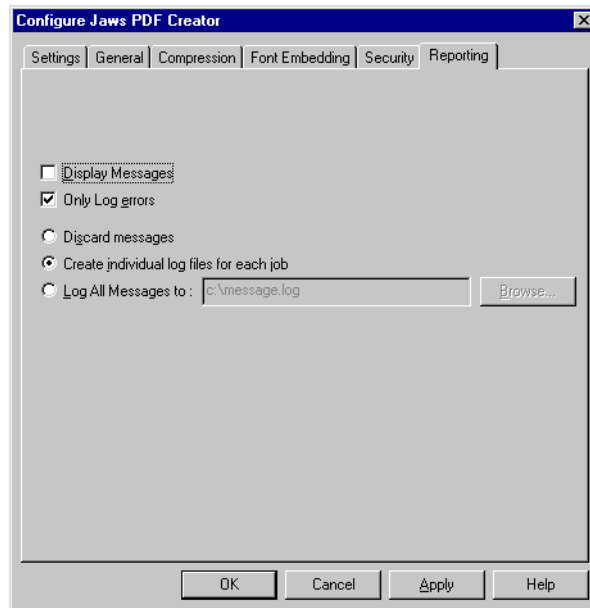 Configure Jaws PDF Creator
Settings General Compression Font Embedding Security Reporting
Display Messages
Only Log errors
Discard messages
Create individual log files for each job
Log All Messages to : c:\message.log Browse...
OK Cancel Apply Help